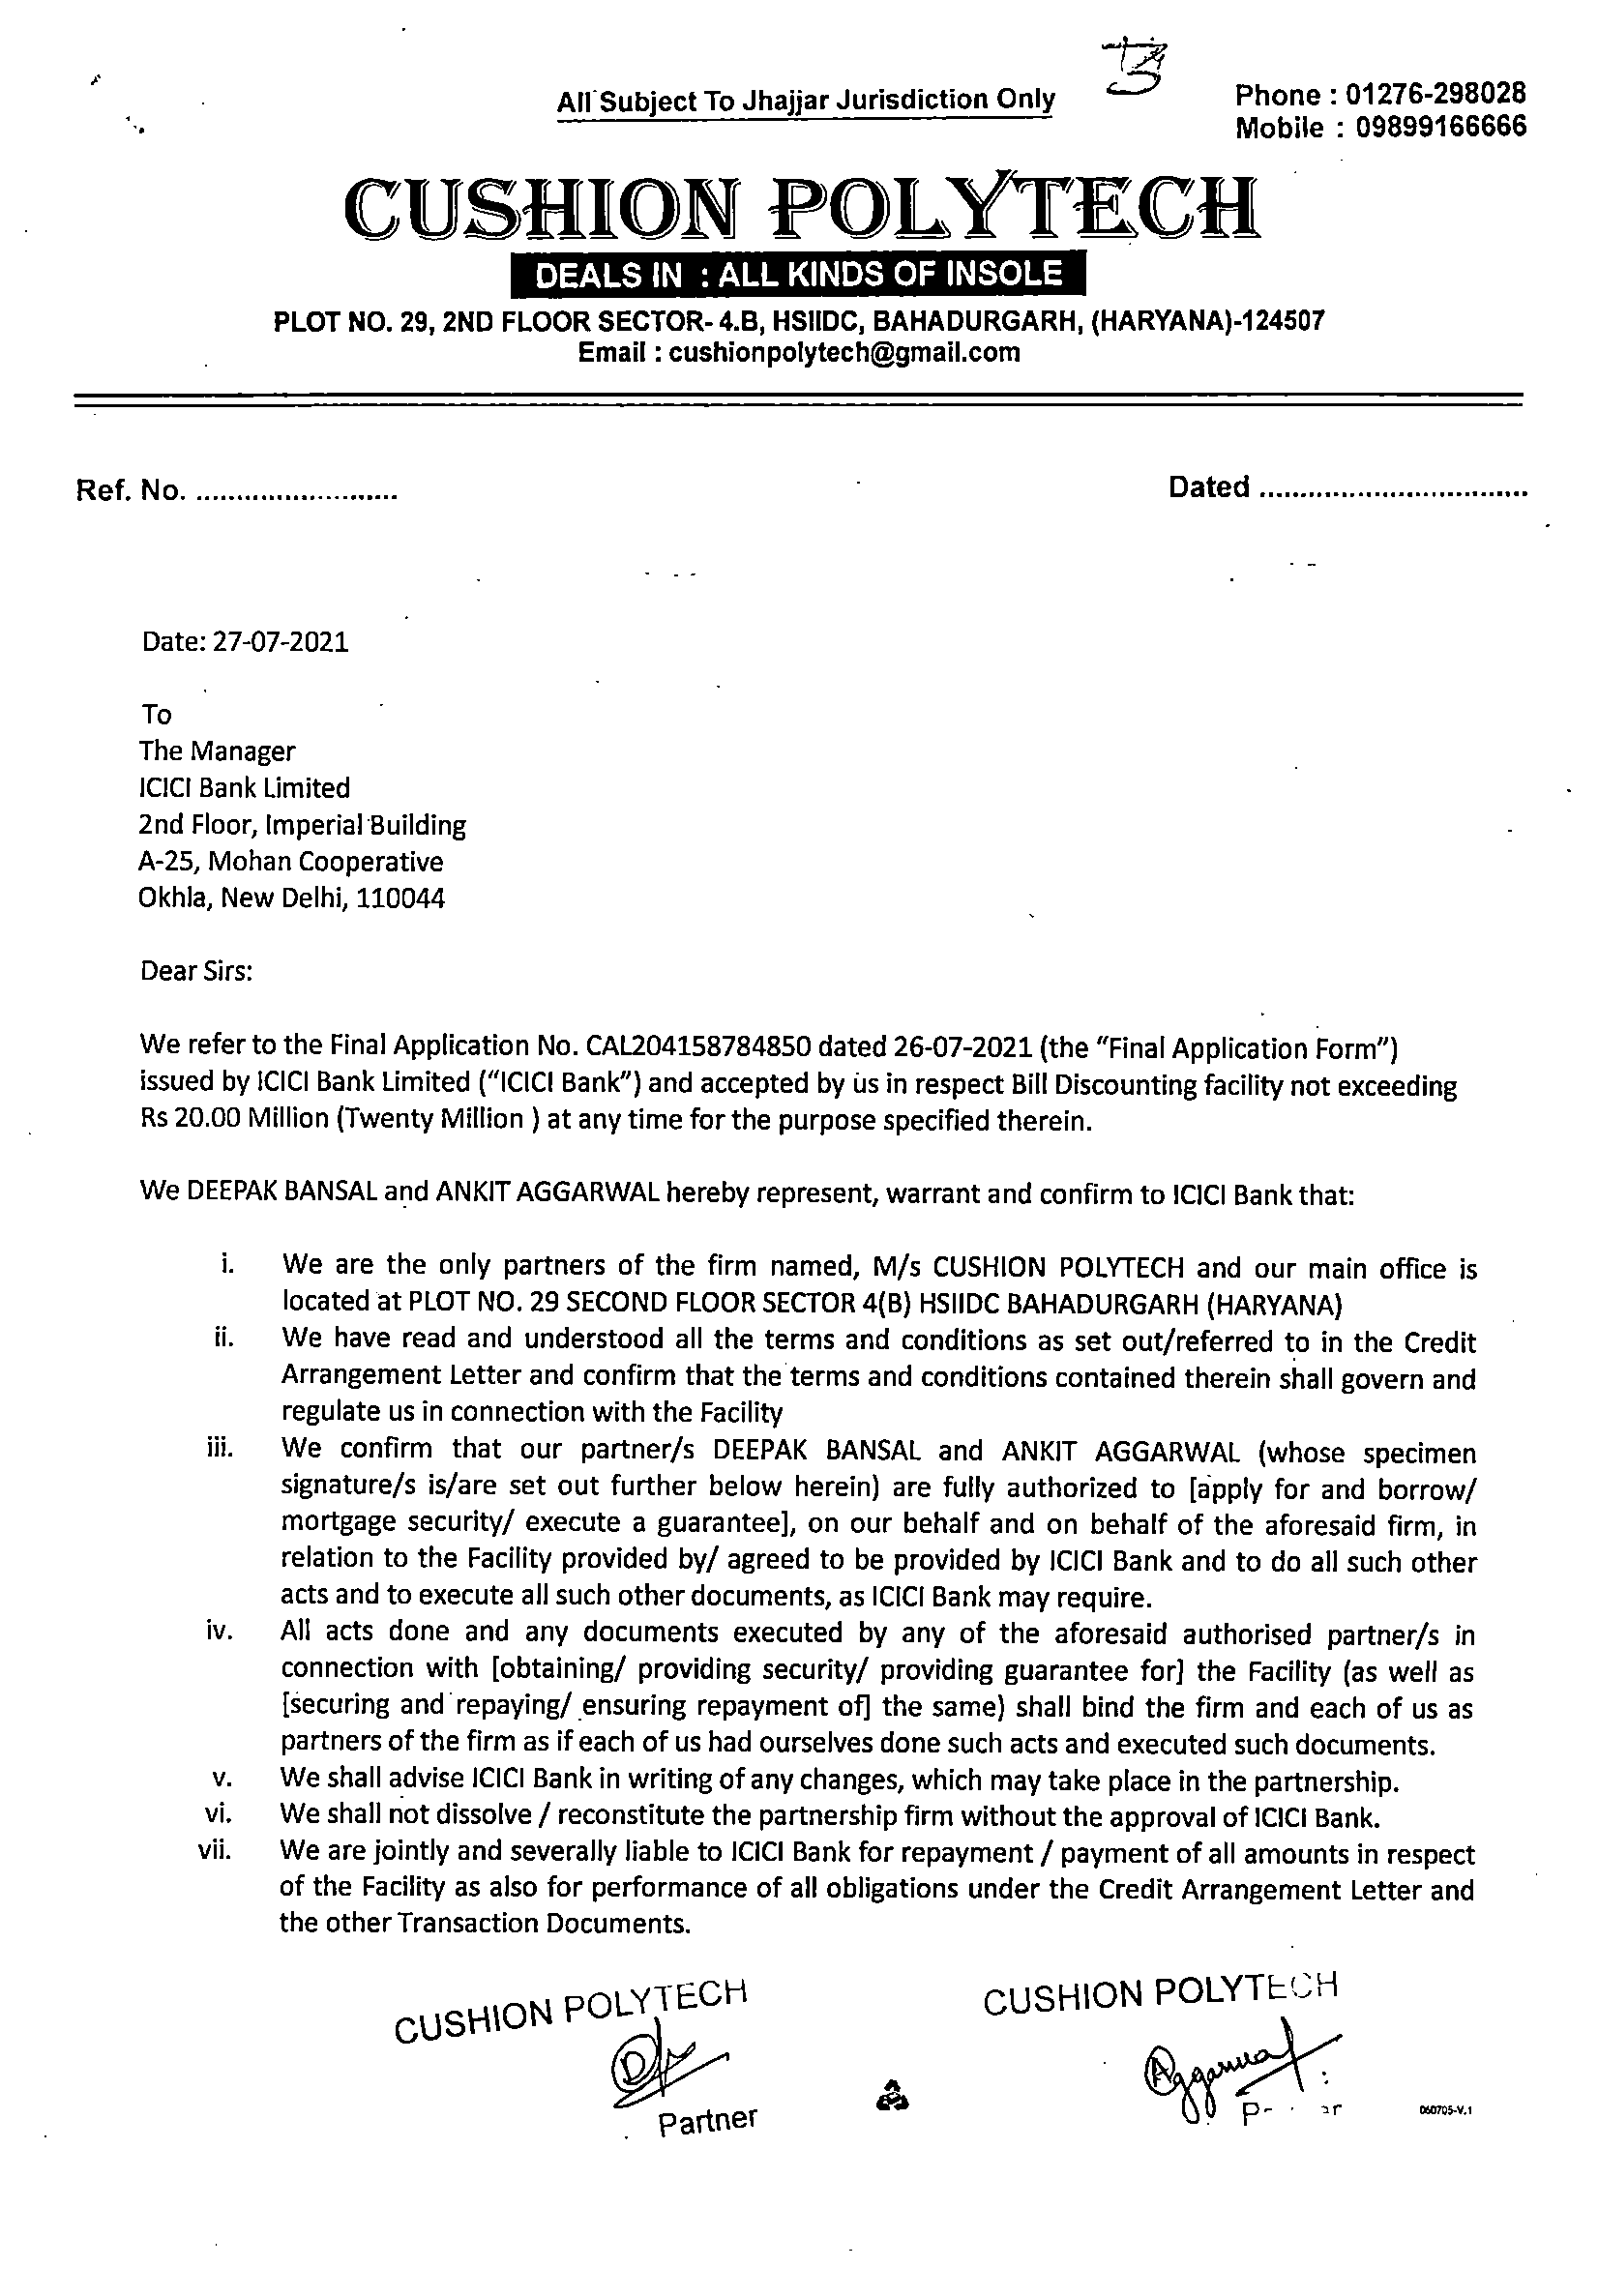 All Subject To Jhajjar Jurisdiction Only
Phone : 01276-298028
Mobile : 09899166666
CUSHION POLYTECH
DEALS IN : ALL KINDS OF INSOLE
PLOT NO. 29, 2ND FLOOR SECTOR- 4.B, HSIIDC, BAHADURGARH, (HARYANA)-124507
Email : cushionpolytech@gmail.com
Ref. No. .........................
Dated .................................
Date: 27-07-2021
To
The Manager
ICICI Bank Limited
2nd Floor, Imperial Building
A-25, Mohan Cooperative
Okhla, New Delhi, 110044
Dear Sirs:
We refer to the Final Application No. CAL204158784850 dated 26-07-2021 (the "Final Application Form")
issued by ICICI Bank Limited ("ICICI Bank") and accepted by us in respect Bill Discounting facility not exceeding
Rs 20.00 Million (Twenty Million ) at any time for the purpose specified therein.
We DEEPAK BANSAL and ANKIT AGGARWAL hereby represent, warrant and confirm to ICICI Bank that:
i. We are the only partners of the firm named, M/s CUSHION POLYTECH and our main office is
located at PLOT NO. 29 SECOND FLOOR SECTOR 4(B) HSIIDC BAHADURGARH (HARYANA)
ii. We have read and understood all the terms and conditions as set out/referred to in the Credit
Arrangement Letter and confirm that the terms and conditions contained therein shall govern and
regulate us in connection with the Facility
iii. We confirm that our partner/s DEEPAK BANSAL and ANKIT AGGARWAL (whose specimen
signature/s is/are set out further below herein) are fully authorized to [apply for and borrow/
mortgage security/ execute a guarantee], on our behalf and on behalf of the aforesaid firm, in
relation to the Facility provided by/ agreed to be provided by ICICI Bank and to do all such other
acts and to execute all such other documents, as ICICI Bank may require.
iv. All acts done and any documents executed by any of the aforesaid authorised partner/s in
connection with [obtaining/ providing security/ providing guarantee for] the Facility (as well as
[securing and repaying/ ensuring repayment of] the same) shall bind the firm and each of us as
partners of the firm as if each of us had ourselves done such acts and executed such documents.
v. We shall advise ICICI Bank in writing of any changes, which may take place in the partnership.
vi. We shall not dissolve / reconstitute the partnership firm without the approval of ICICI Bank.
vii. We are jointly and severally liable to ICICI Bank for repayment / payment of all amounts in respect
of the Facility as also for performance of all obligations under the Credit Arrangement Letter and
the other Transaction Documents.
CUSHION POLYTECH
CUSHION POLYTECH
Aggarwal
Partner
060705-V.1